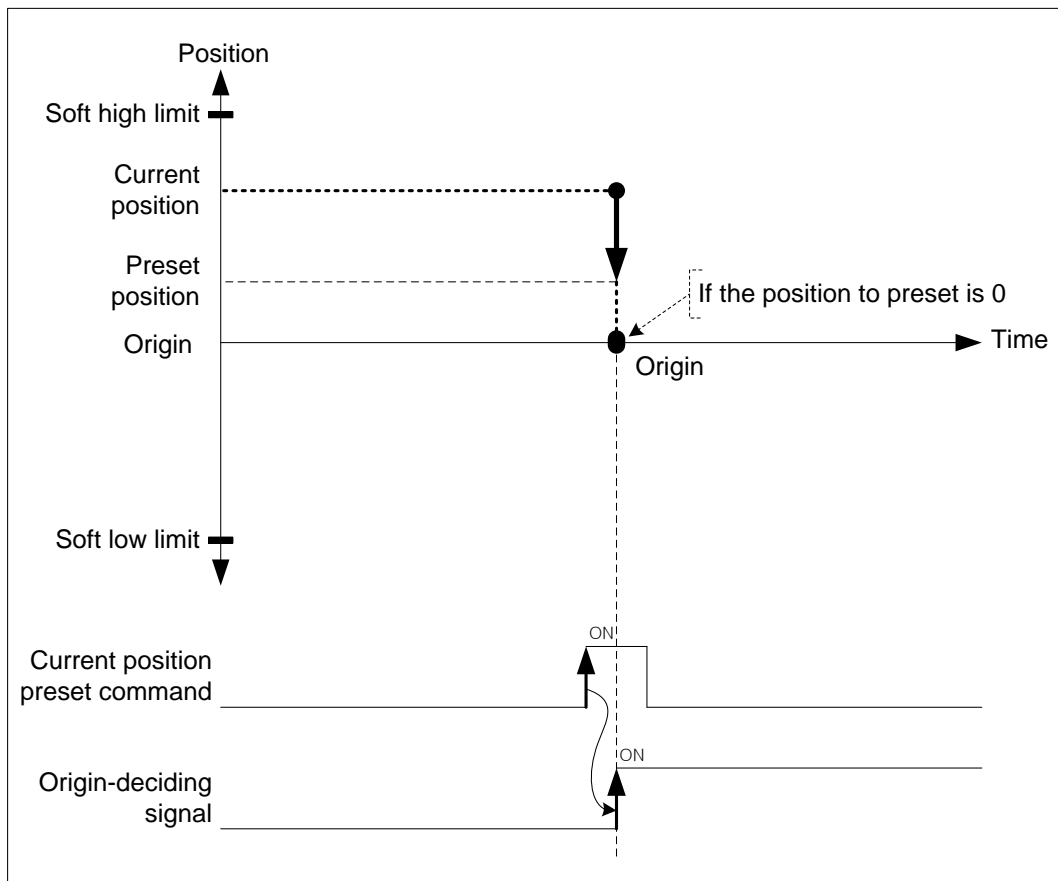 Position
Soft high limit
Current
position
Preset
position
If the position to preset is 0
Origin
Time
Origin
Soft low limit
ON
Current position
preset command
ON
Origin-deciding
signal